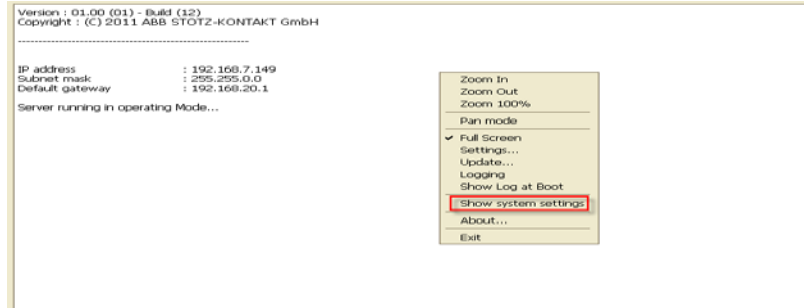 Version : 01.00 (01) - Build (12)
Copyright : (C) 2011 ABB STOTZ-KONTAKT GmbH
--------------------------------------------------------
IP address : 192.168.7.149
Subnet mask : 255.255.0.0
Default gateway : 192.168.20.1
Server running in operating Mode...
Zoom In
Zoom Out
Zoom 100%
Pan mode
✔ Full Screen
Settings...
Update...
Logging
Show Log at Boot
Show system settings
About...
Exit